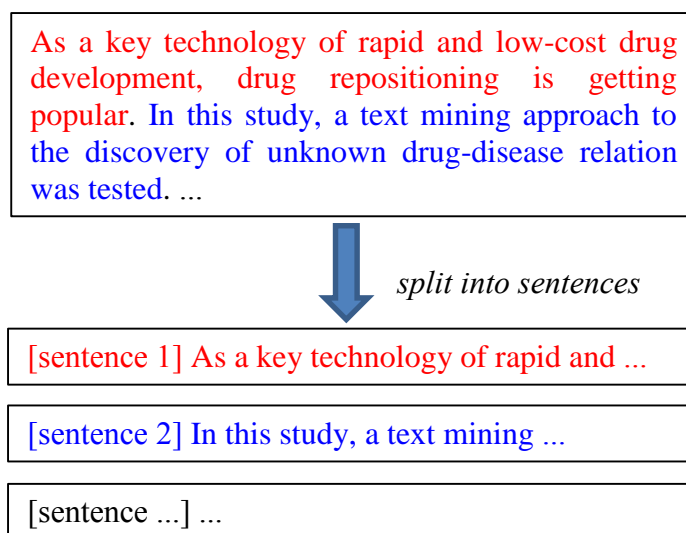 As a key technology of rapid and low-cost drug
development, drug repositioning is getting
popular. In this study, a text mining approach to
the discovery of unknown drug-disease relation
was tested. ...
split into sentences
[sentence 1] As a key technology of rapid and ...
[sentence 2] In this study, a text mining ...
[sentence ...] ...